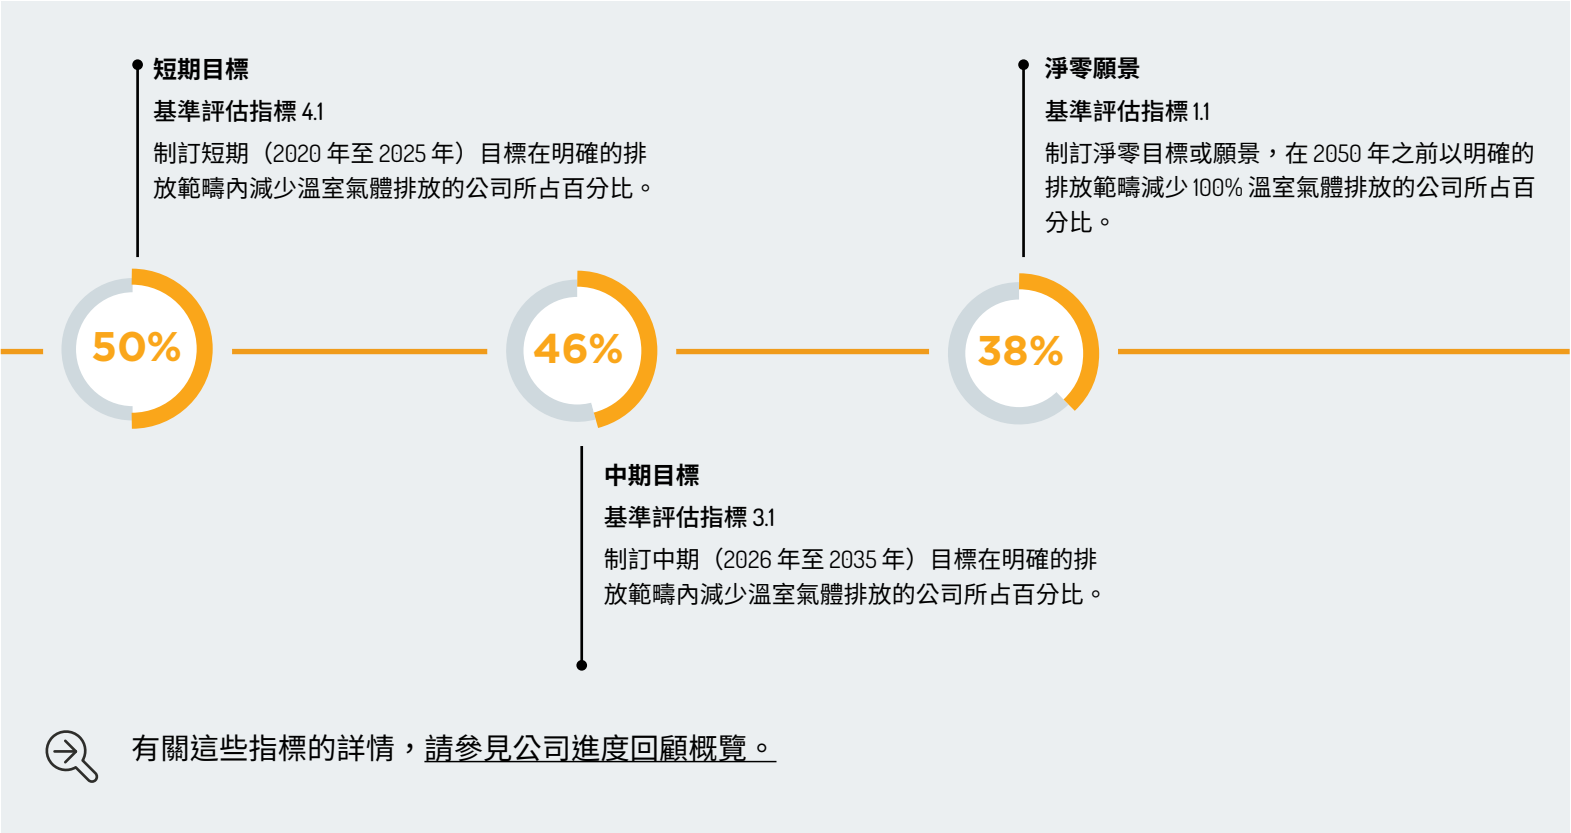 短期目標
基準評估指標 4.1
制訂短期（2020 年至 2025 年）目標在明確的排
放範疇內減少溫室氣體排放的公司所占百分比。
淨零願景
基準評估指標 1.1
制訂淨零目標或願景，在 2050 年之前以明確的
排放範疇減少 100% 溫室氣體排放的公司所占百
分比。
50%
46%
38%
中期目標
基準評估指標 3.1
制訂中期（2026 年至 2035 年）目標在明確的排
放範疇內減少溫室氣體排放的公司所占百分比。
有關這些指標的詳情，請參見公司進度回顧概覽。